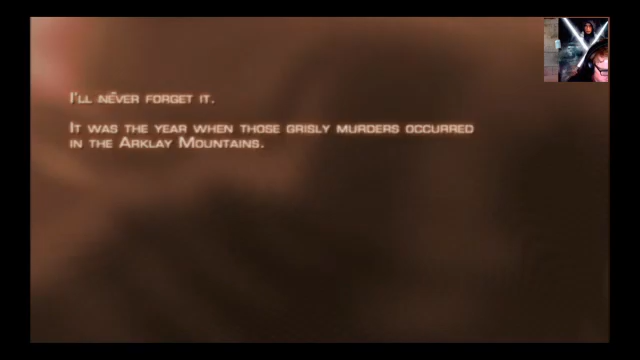 I'll never forget it.
It was the year when those grisly murders occurred
in the Arklay Mountains.